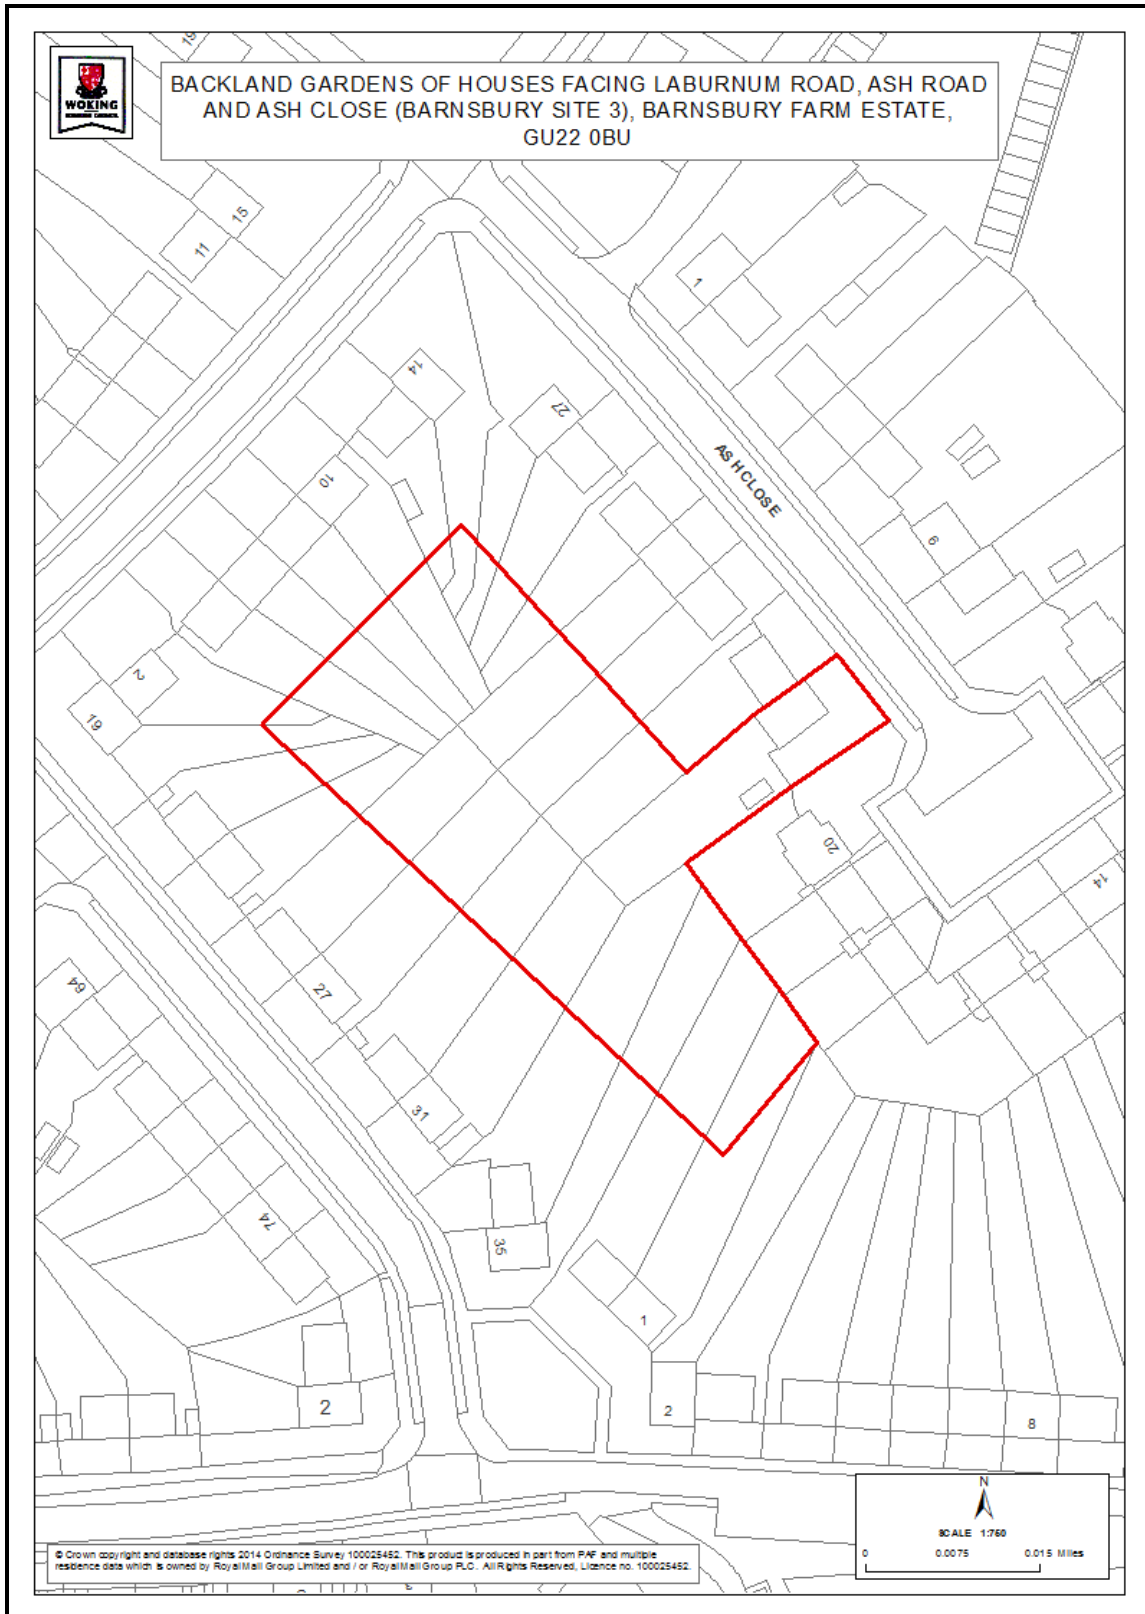 19
WOKING
BOROUGH COUNCIL
BACKLAND GARDENS OF HOUSES FACING LABURNUM ROAD, ASH ROAD
AND ASH CLOSE (BARNSBURY SITE 3), BARNSBURY FARM ESTATE,
GU22 0BU
15
11
1
14
27
10
ASH CLOSE
9
2
19
20
14
27
64
31
74
35
1
2
2
8
N
SCALE 1:750
0 0.0075 0.015 Miles
© Crown copyright and database rights 2014 Ordnance Survey 100025452. This product is produced in part from PAF and multiple
residence data which is owned by Royal Mail Group Limited and / or Royal Mail Group PLC. All Rights Reserved, Licence no. 100025452.